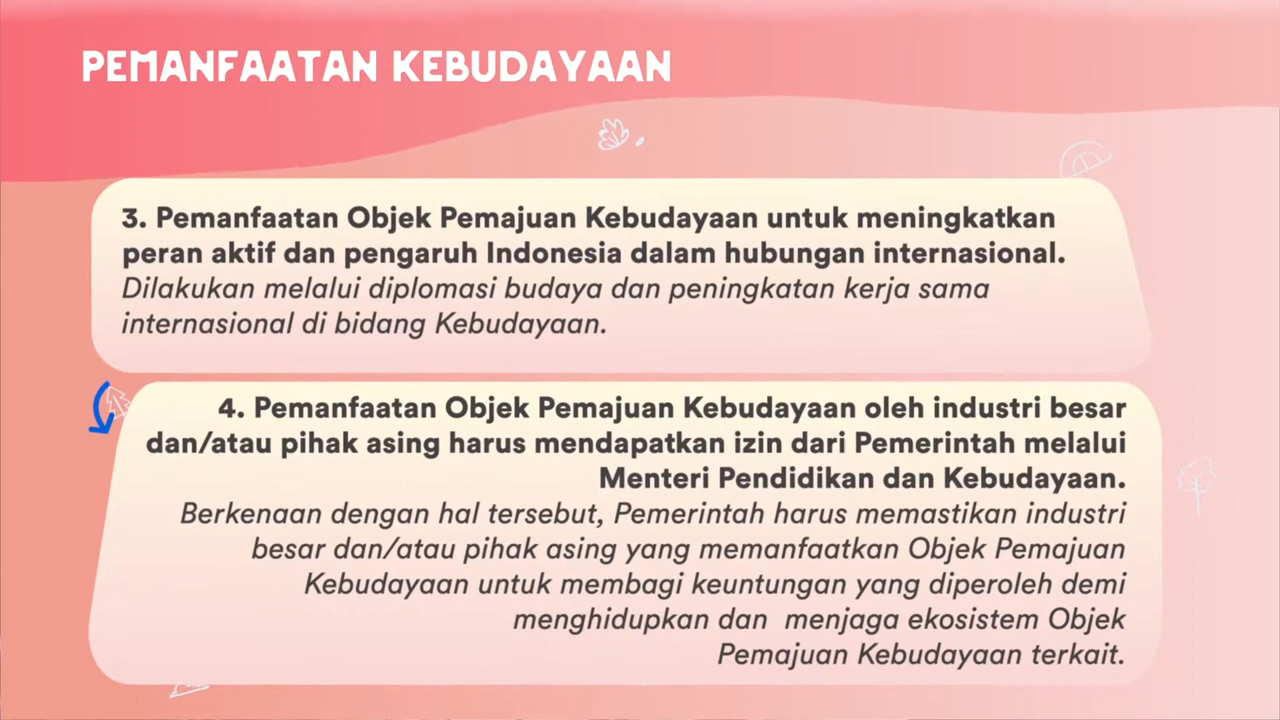 PEMANFAATAN KEBUDAYAAN
3. Pemanfaatan Objek Pemajuan Kebudayaan untuk meningkatkan
peran aktif dan pengaruh Indonesia dalam hubungan internasional.
Dilakukan melalui diplomasi budaya dan peningkatan kerja sama
internasional di bidang Kebudayaan.
4. Pemanfaatan Objek Pemajuan Kebudayaan oleh industri besar
dan/atau pihak asing harus mendapatkan izin dari Pemerintah melalui
Menteri Pendidikan dan Kebudayaan.
Berkenaan dengan hal tersebut, Pemerintah harus memastikan industri
besar dan/atau pihak asing yang memanfaatkan Objek Pemajuan
Kebudayaan untuk membagi keuntungan yang diperoleh demi
menghidupkan dan  menjaga ekosistem Objek
Pemajuan Kebudayaan terkait.